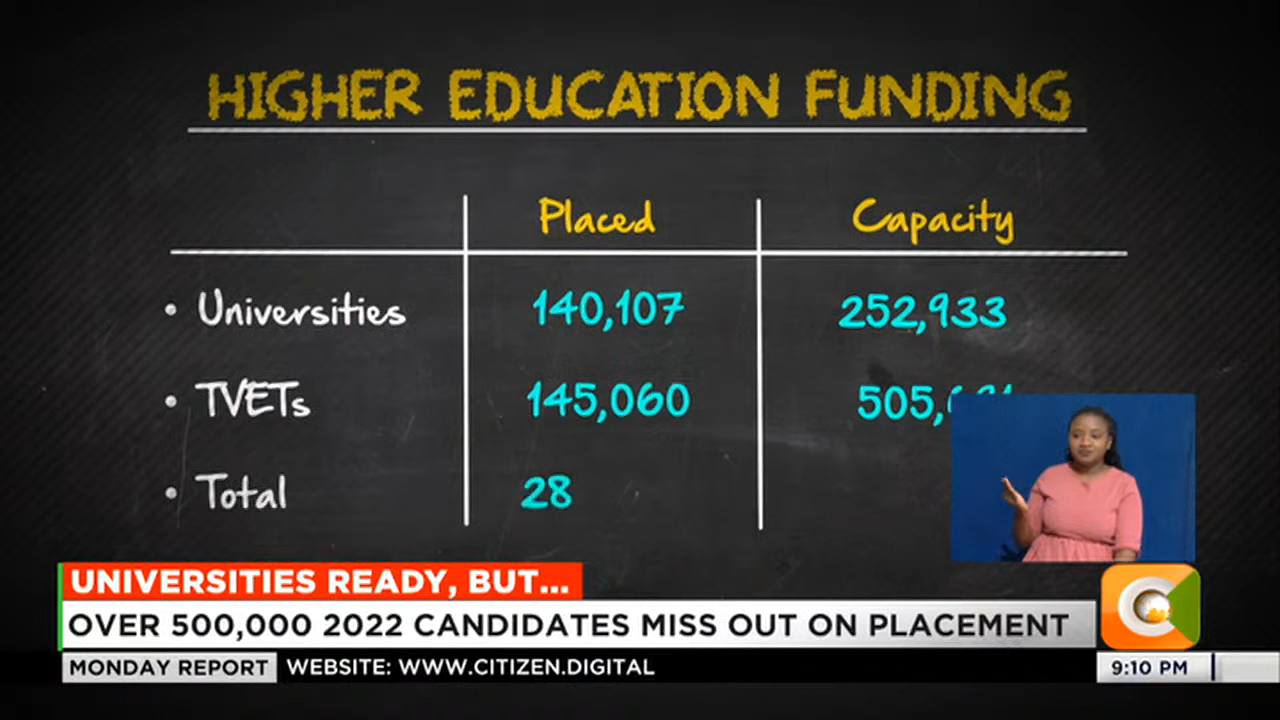 HIGHER EDUCATION FUNDING
Placed Capacity
• Universities 140,107 252,933
• TVETs 145,060
• Total 28
UNIVERSITIES READY, BUT...
OVER 500,000 2022 CANDIDATES MISS OUT ON PLACEMENT
MONDAY REPORT WEBSITE: WWW.CITIZEN.DIGITAL 9:10 PM